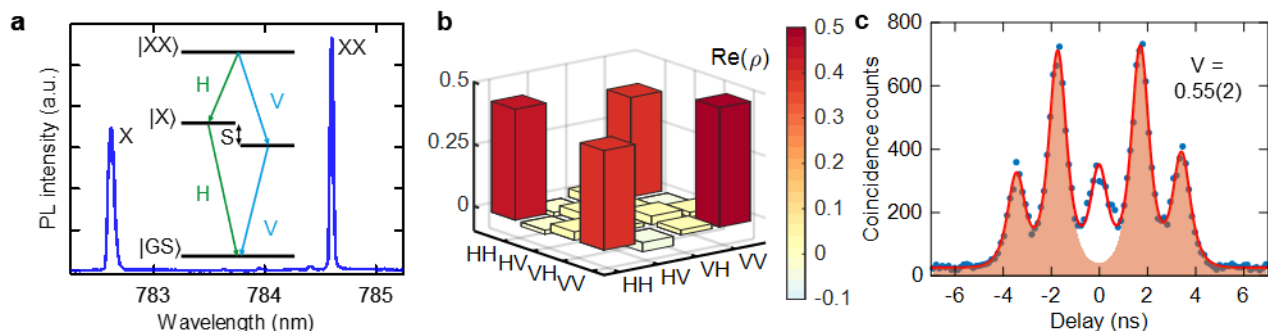 a
PL intensity (a.u.)
X
XX
|XX⟩
H
V
|X⟩
S
H
V
|GS⟩
783
784
785
Wavelength (nm)
b
Re(ρ)
0.5
0.25
0
HH
HV
VH
VV
HH
HV
VH
VV
0.5
0.4
0.3
0.2
0.1
0
-0.1
c
Coincidence counts
800
600
400
200
0
V =
0.55(2)
-6
-4
-2
0
2
4
6
Delay (ns)